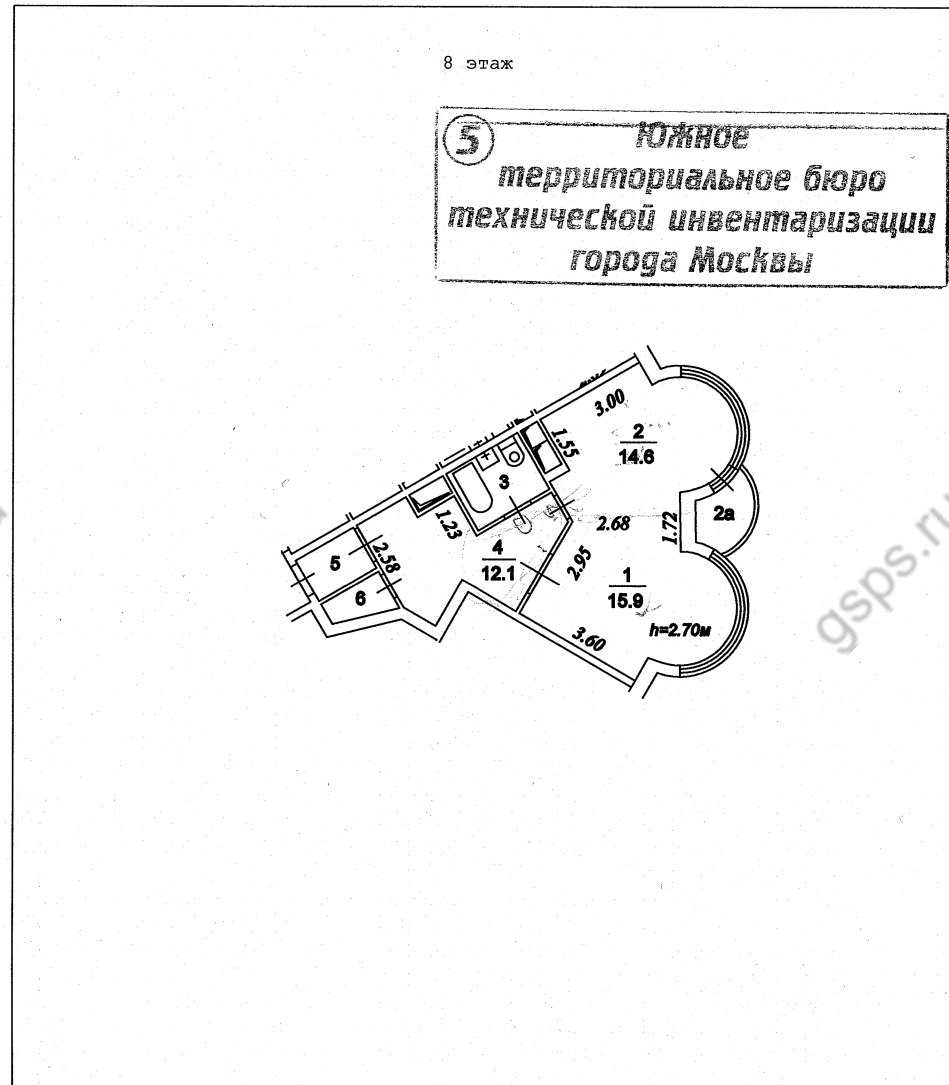 8 этаж
5
Южное
территориальное бюро
технической инвентаризации
города Москвы
3.00
1.55
2
14.6
3
2a
1.23
2.68
1.72
4
12.1
2.58
5
2.95
6
1
15.9
3.60
h=2.70м
gsps.ru